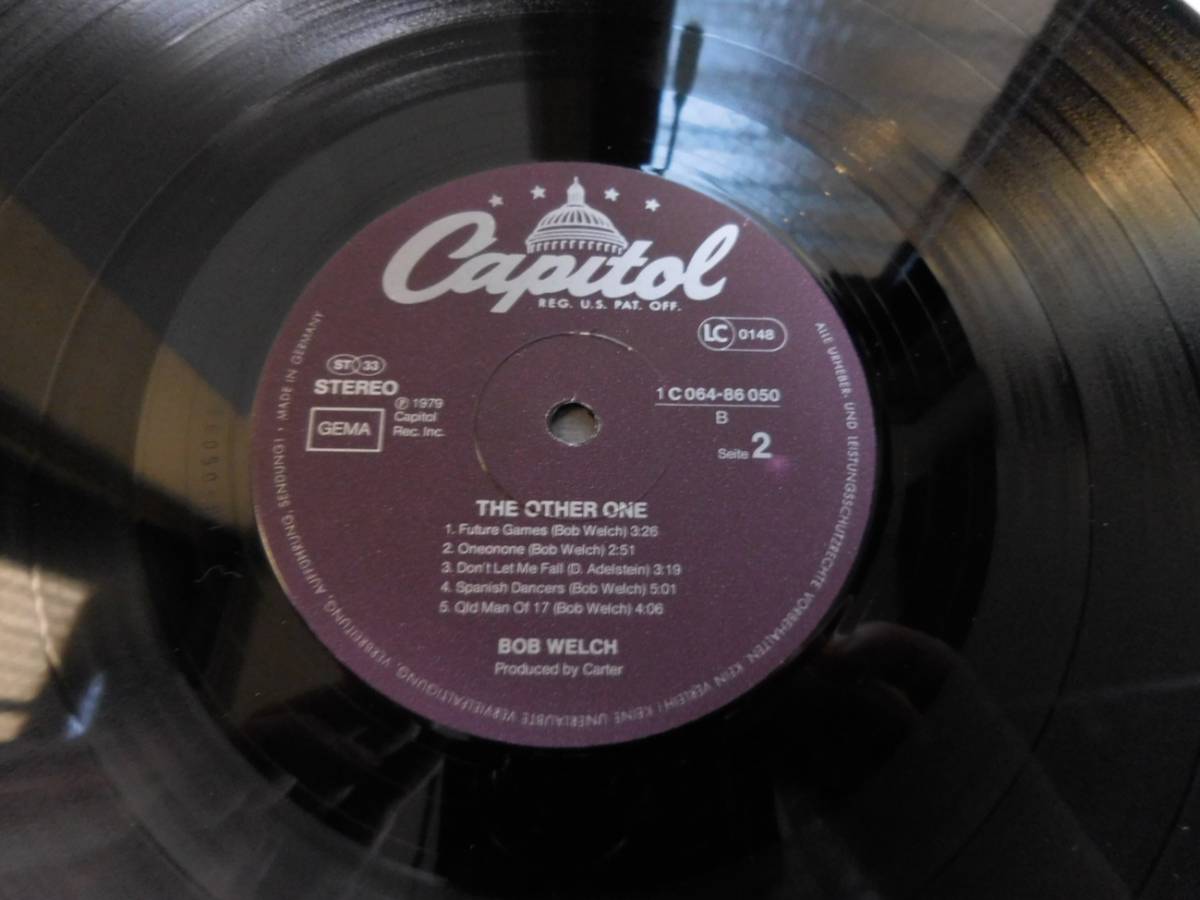 Capitol
REG. U.S. PAT. OFF.
LC 0148
ST 33
STEREO
℗ 1979
Capitol
Rec. Inc.
GEMA
1C 064-86 050
B
Seite 2
THE OTHER ONE
1. Future Games (Bob Welch) 3:26
2. Oneonone (Bob Welch) 2:51
3. Don't Let Me Fall (D. Adelstein) 3:19
4. Spanish Dancers (Bob Welch) 5:01
5. Old Man Of 17 (Bob Welch) 4:06
BOB WELCH
Produced by Carter
ALLE URHEBER- UND LEISUNGSSCHUTZRECHTE VORBEHALTEN. KEIN VERLEIH! KEINE UNERLAUBTE VERVIELFÄLTIGUNG, VERBREITUNG, AUFFÜHRUNG, SENDUNG! · MADE IN GERMANY